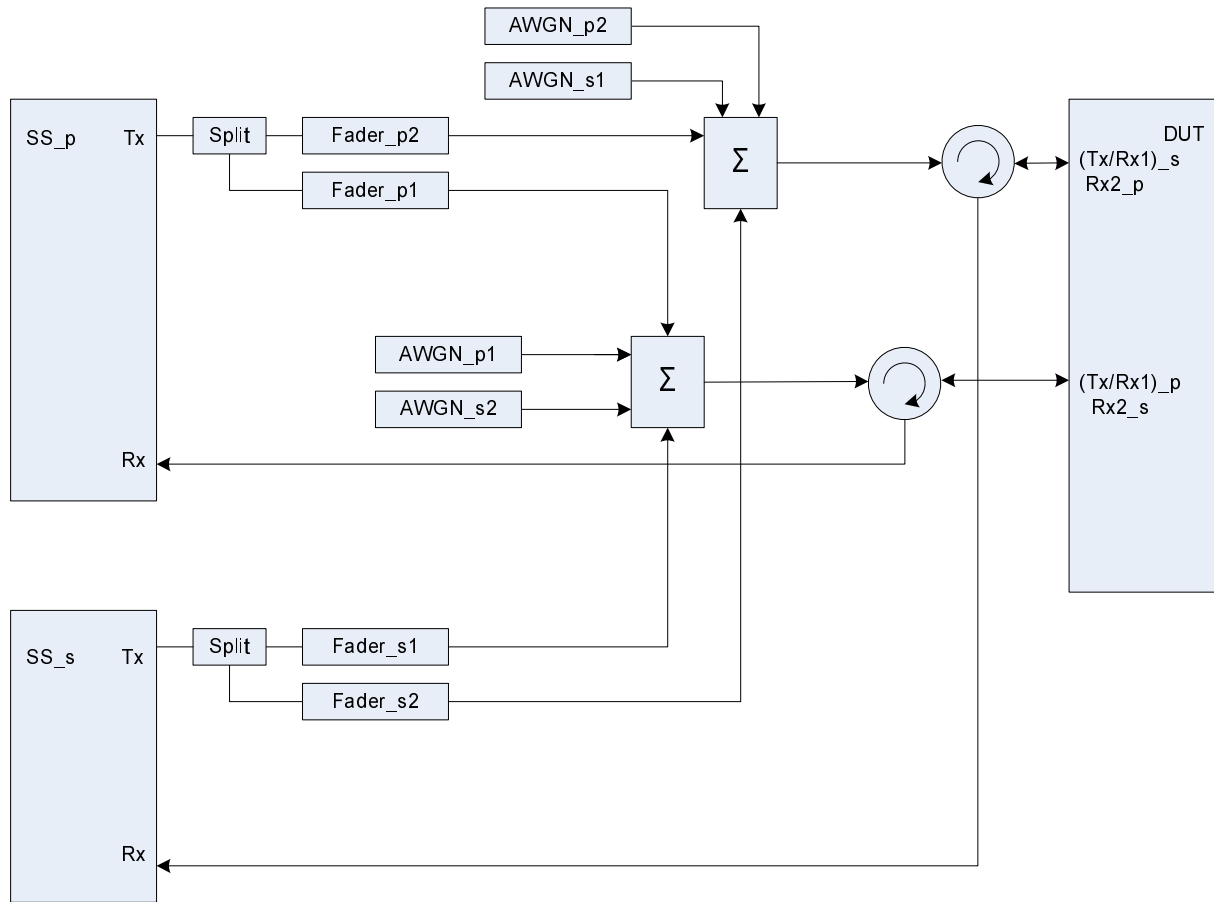 AWGN_p2
AWGN_s1
SS_p
Tx
Split
Fader_p2
Fader_p1
Σ
DUT
(Tx/Rx1)_s
Rx2_p
AWGN_p1
AWGN_s2
Σ
(Tx/Rx1)_p
Rx2_s
Rx
SS_s
Tx
Split
Fader_s1
Fader_s2
Rx